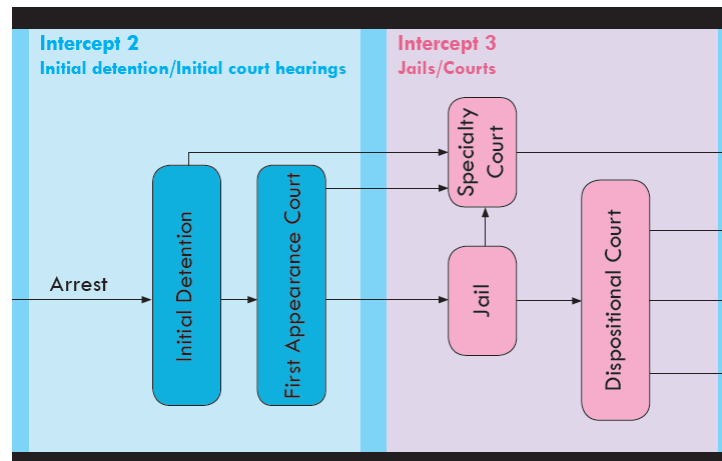 Intercept 2
Initial detention/Initial court hearings
Intercept 3
Jails/Courts
Arrest
Initial Detention
First Appearance Court
Specialty
Court
Jail
Dispositional Court